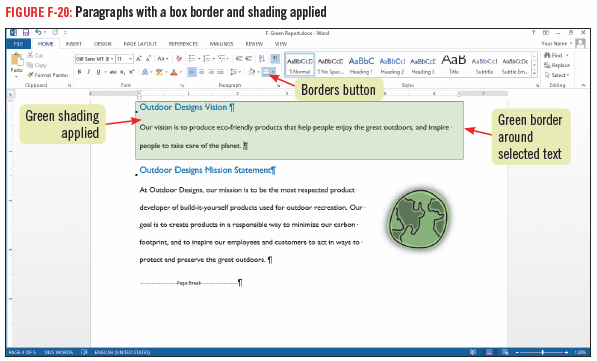 FIGURE F-20: Paragraphs with a box border and shading applied
F-Green Report.docx - Word
FILE HOME INSERT DESIGN PAGE LAYOUT REFERENCES MAILINGS REVIEW VIEW
Your Name
Cut
Copy
Format Painter
Paste
Gill Sans MT 11
AaBbCcD AaBbCcD AaBbC AaBbCcI AaBbCcD AaB AaBbCcD AaBbCcD
¶ Normal ¶ No Spac... Heading 1 Heading 2 Heading 3 Title Subtitle Subtle Em...
Find
Replace
Select
Clipboard Font Paragraph Styles Editing
Borders button
Green shading
applied
Green border
around
selected text
Outdoor Designs Vision ¶
Our vision is to produce eco-friendly products that help people enjoy the great outdoors, and inspire
people to take care of the planet. ¶
Outdoor Designs Mission Statement¶
At Outdoor Designs, our mission is to be the most respected product
developer of build-it-yourself products used for outdoor recreation. Our
goal is to create products in a responsible way to minimize our carbon
footprint, and to inspire our employees and customers to act in ways to
protect and preserve the great outdoors. ¶
Page Break ¶
PAGE 4 OF 5 1025 WORDS ENGLISH (UNITED STATES) 120%